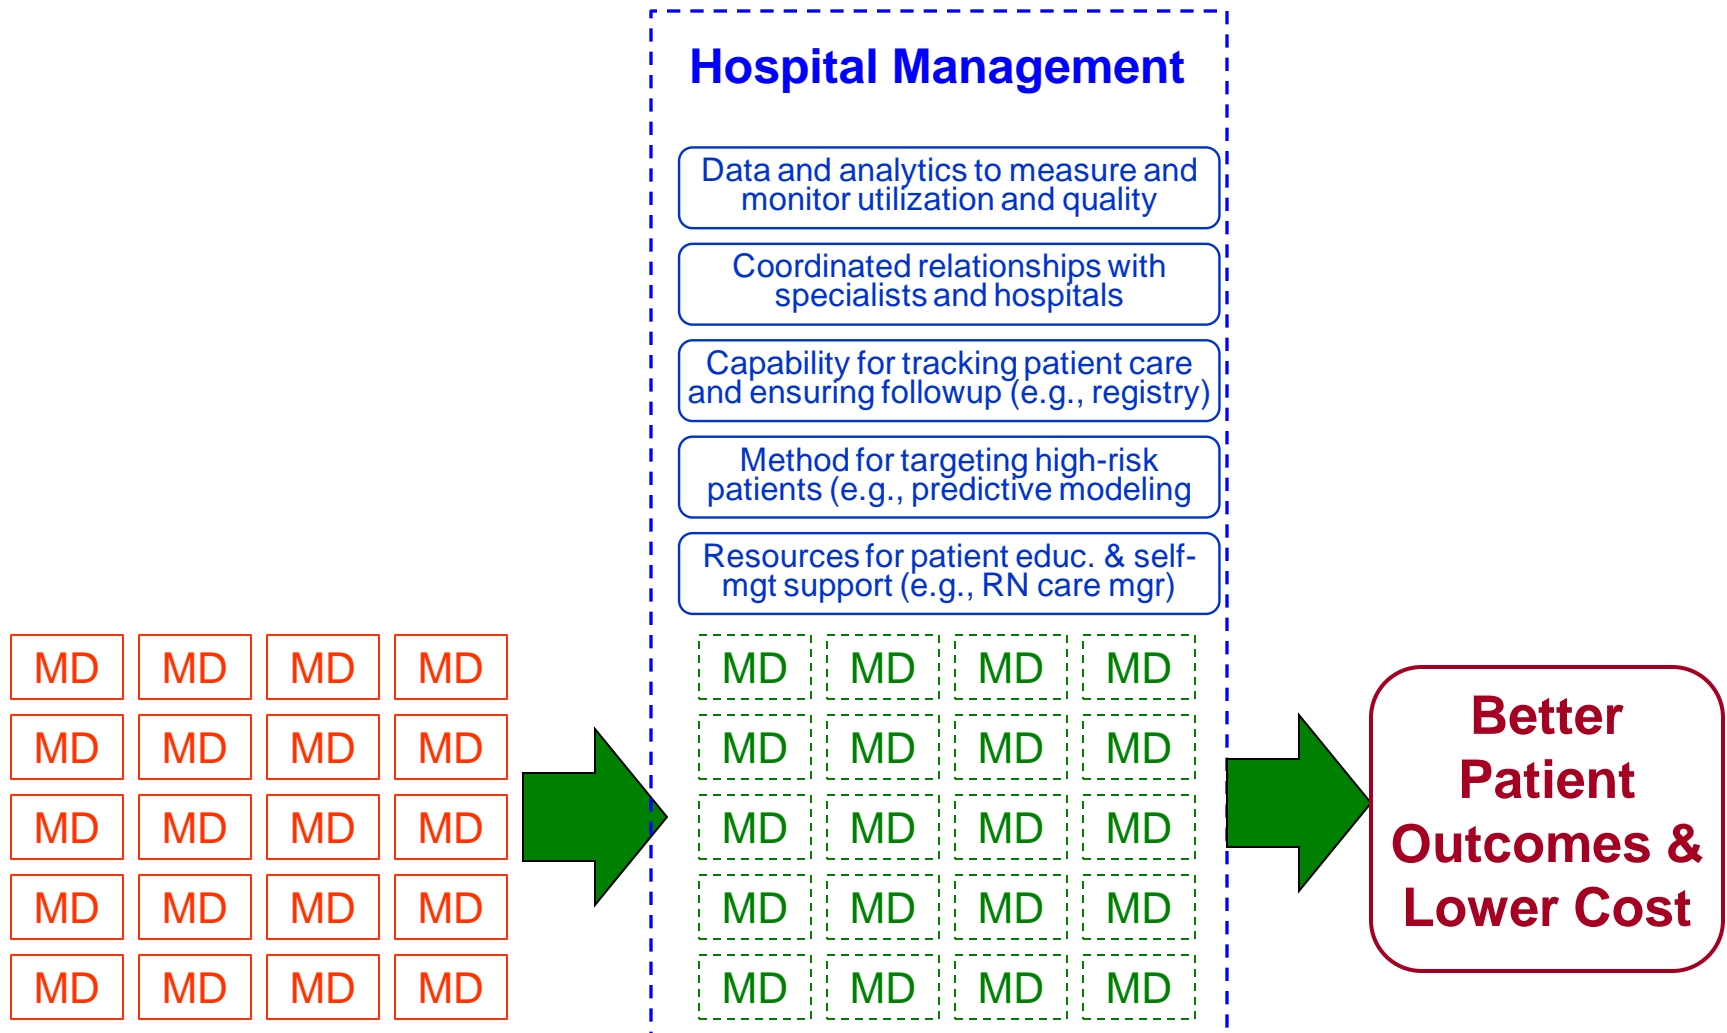 Hospital Management
Data and analytics to measure and
monitor utilization and quality
Coordinated relationships with
specialists and hospitals
Capability for tracking patient care
and ensuring followup (e.g., registry)
Method for targeting high-risk
patients (e.g., predictive modeling
Resources for patient educ. & self-
mgt support (e.g., RN care mgr)
MD MD MD MD
MD MD MD MD
MD MD MD MD
MD MD MD MD
MD MD MD MD
MD MD MD MD
MD MD MD MD
MD MD MD MD
MD MD MD MD
MD MD MD MD
Better
Patient
Outcomes &
Lower Cost